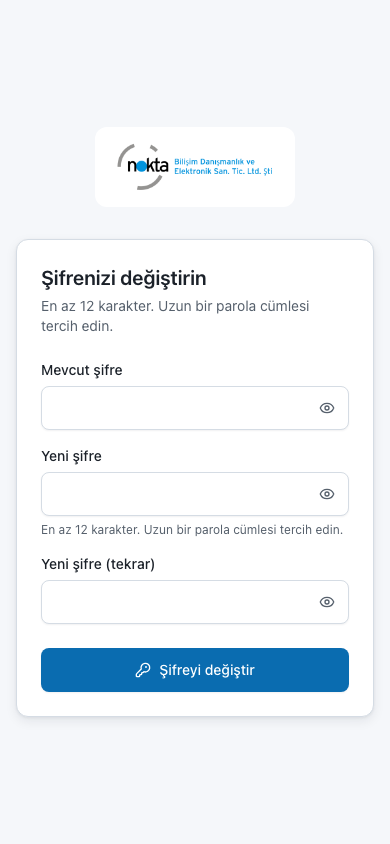 nokta
Bilişim Danışmanlık ve
Elektronik San. Tic. Ltd. Şti
Şifrenizi değiştirin
En az 12 karakter. Uzun bir parola cümlesi
tercih edin.
Mevcut şifre
Yeni şifre
En az 12 karakter. Uzun bir parola cümlesi tercih edin.
Yeni şifre (tekrar)
Şifreyi değiştir